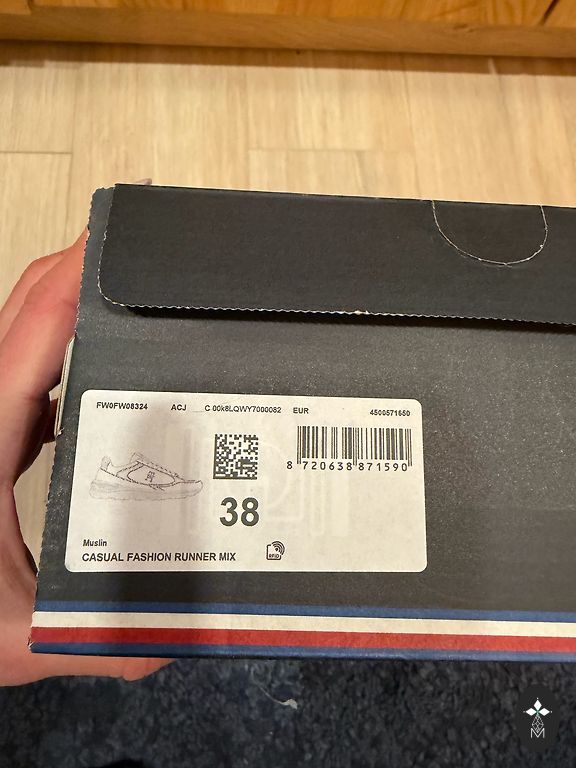 FW0FW08324 ACJ C 00k8LQWY7000082 EUR 4500571650
8 720638 871590
38
Muslin
CASUAL FASHION RUNNER MIX
RFID
M